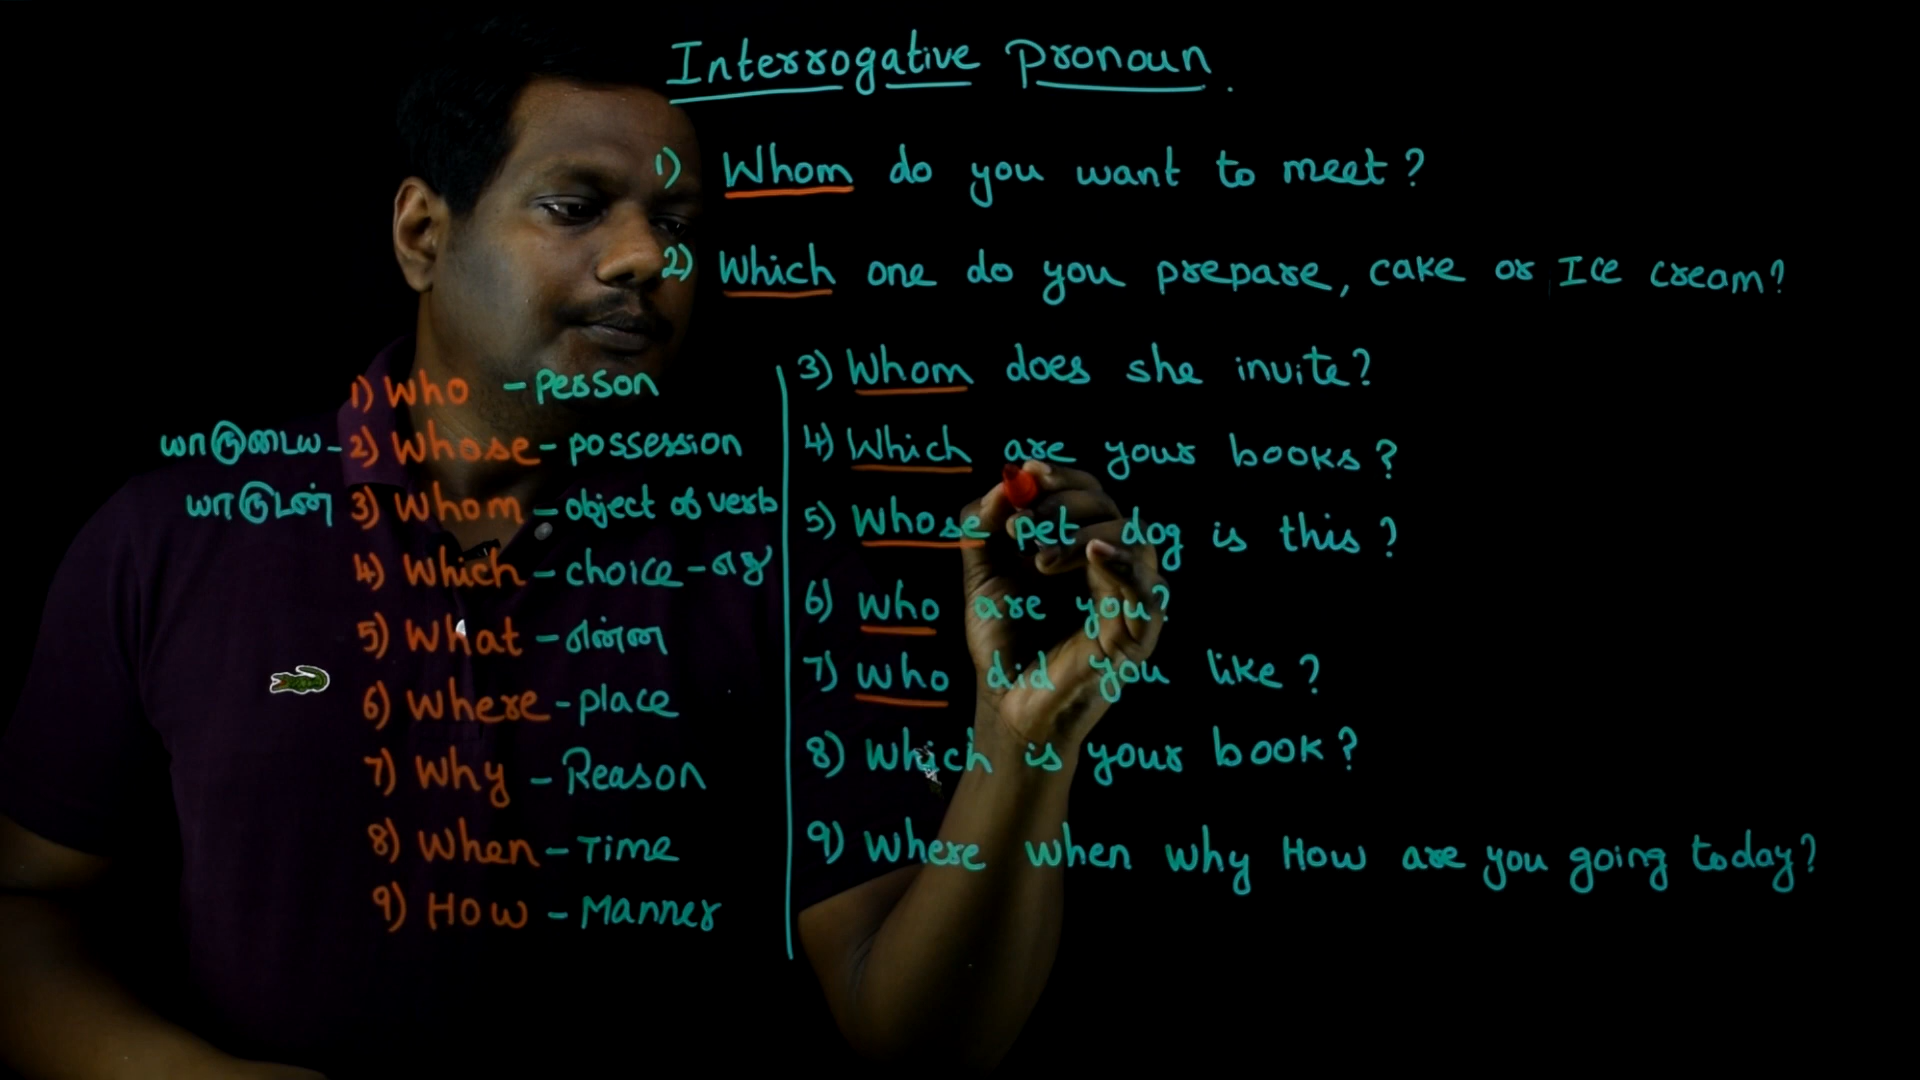 Interrogative pronoun.
1) Whom do you want to meet?
2) Which one do you prepare, cake or Ice cream?
1) Who - Person
யாருடைய - 2) Whose - possession
யாருடன் 3) Whom - object of verb
4) Which - choice - எது
5) What - என்ன
6) Where - place
7) Why - Reason
8) When - Time
9) How - Manner
3) Whom does she invite?
4) Which are your books?
5) Whose pet dog is this?
6) Who are you?
7) Who did you like?
8) Which is your book?
9) Where when why How are you going today?